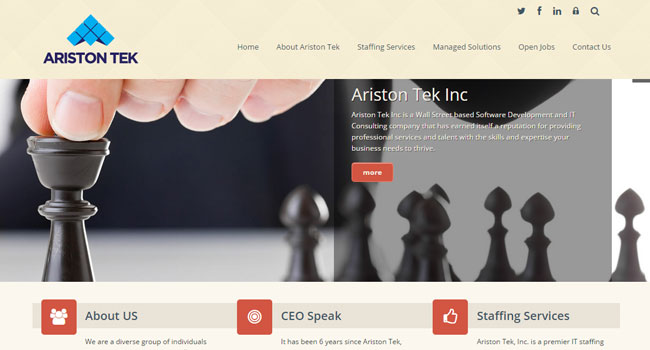 ARISTON TEK
Home About Ariston Tek Staffing Services Managed Solutions Open Jobs Contact Us
Ariston Tek Inc
Ariston Tek Inc is a Wall Street based Software Development and IT
Consulting company that has earned itself a reputation for providing
professional services and talent with the skills and expertise your
business needs to thrive.
more
About US CEO Speak Staffing Services
We are a diverse group of individuals It has been 6 years since Ariston Tek, Ariston Tek, Inc. is a premier IT staffing